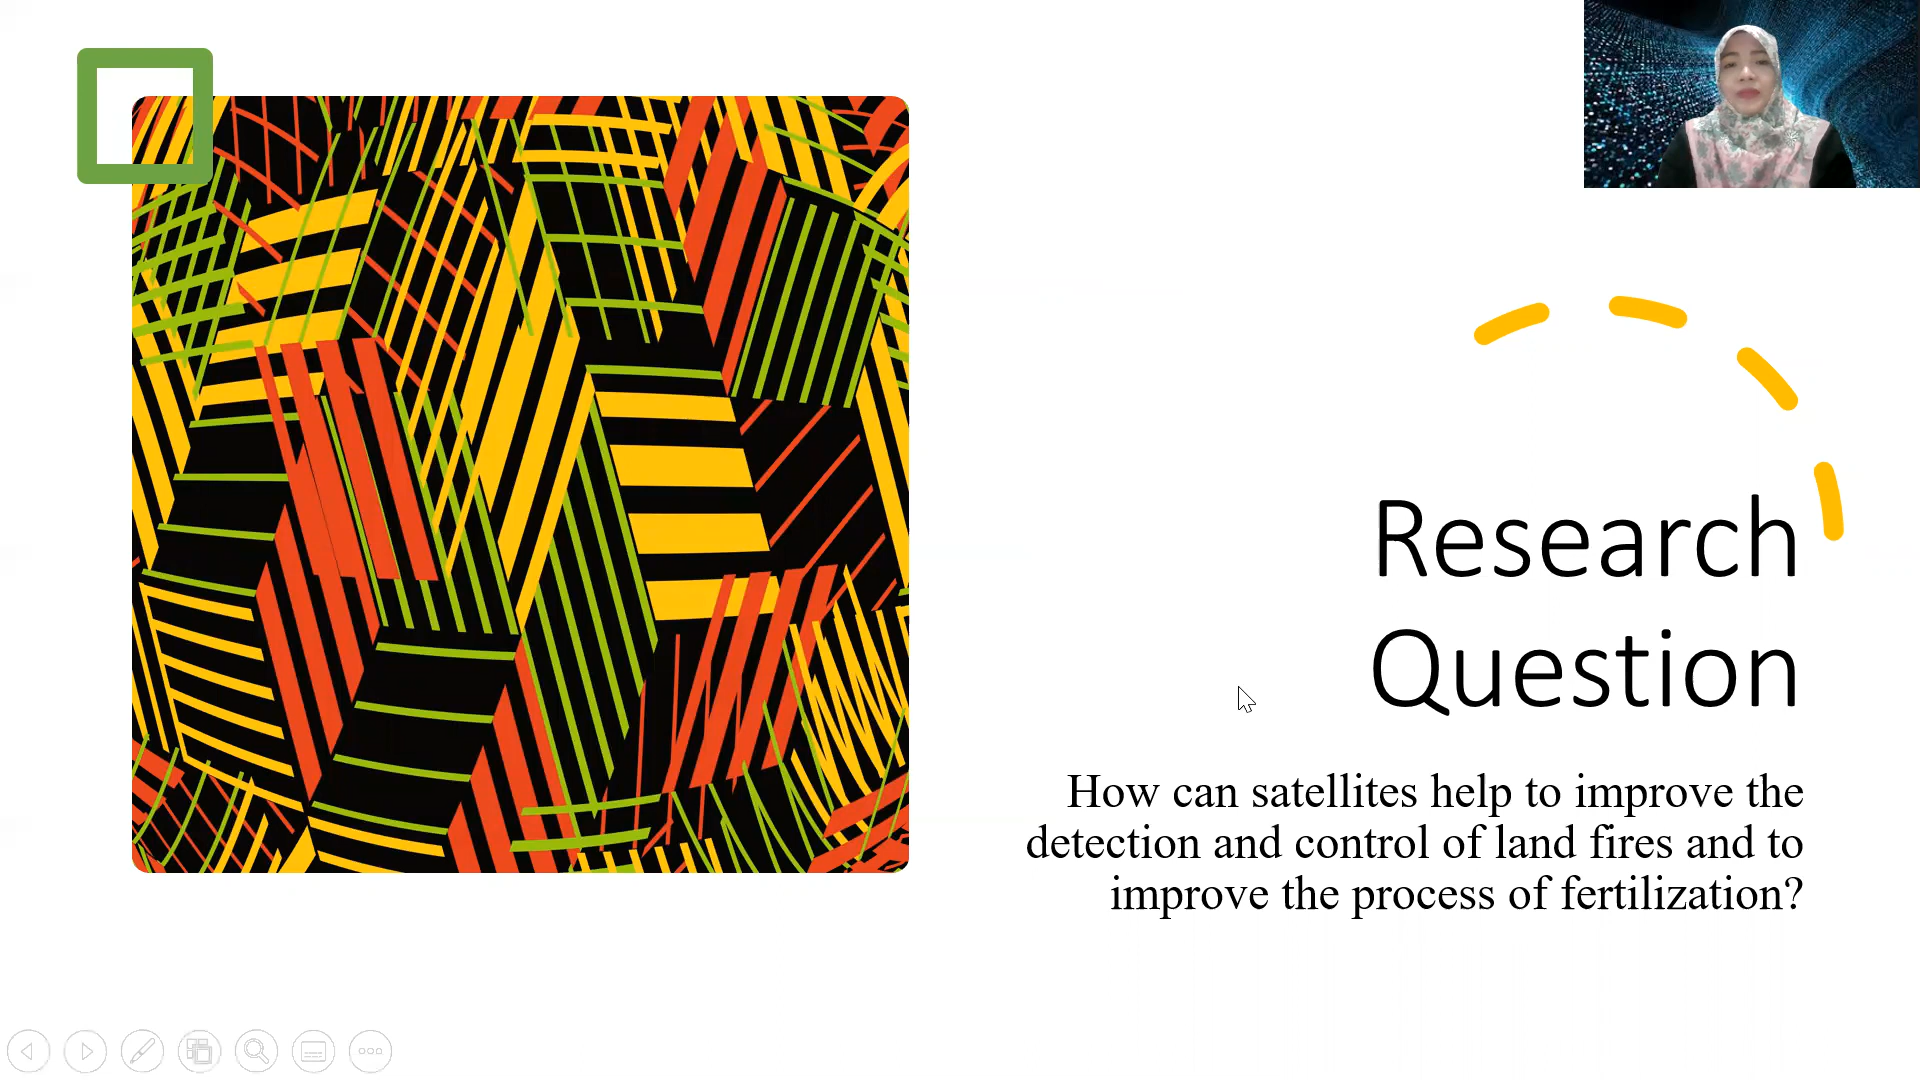 Research
Question
How can satellites help to improve the
detection and control of land fires and to
improve the process of fertilization?